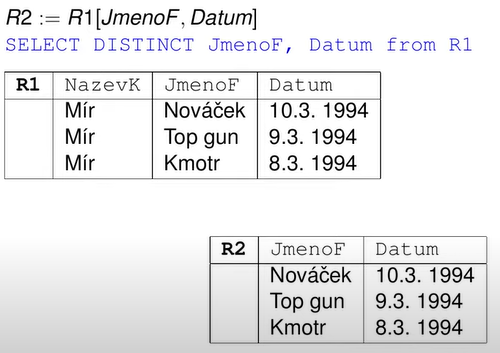 R2 := R1[JmenoF, Datum]
SELECT DISTINCT JmenoF, Datum from R1
R1 NazevK JmenoF Datum
Mír Nováček 10.3. 1994
Mír Top gun 9.3. 1994
Mír Kmotr 8.3. 1994
R2 JmenoF Datum
Nováček 10.3. 1994
Top gun 9.3. 1994
Kmotr 8.3. 1994